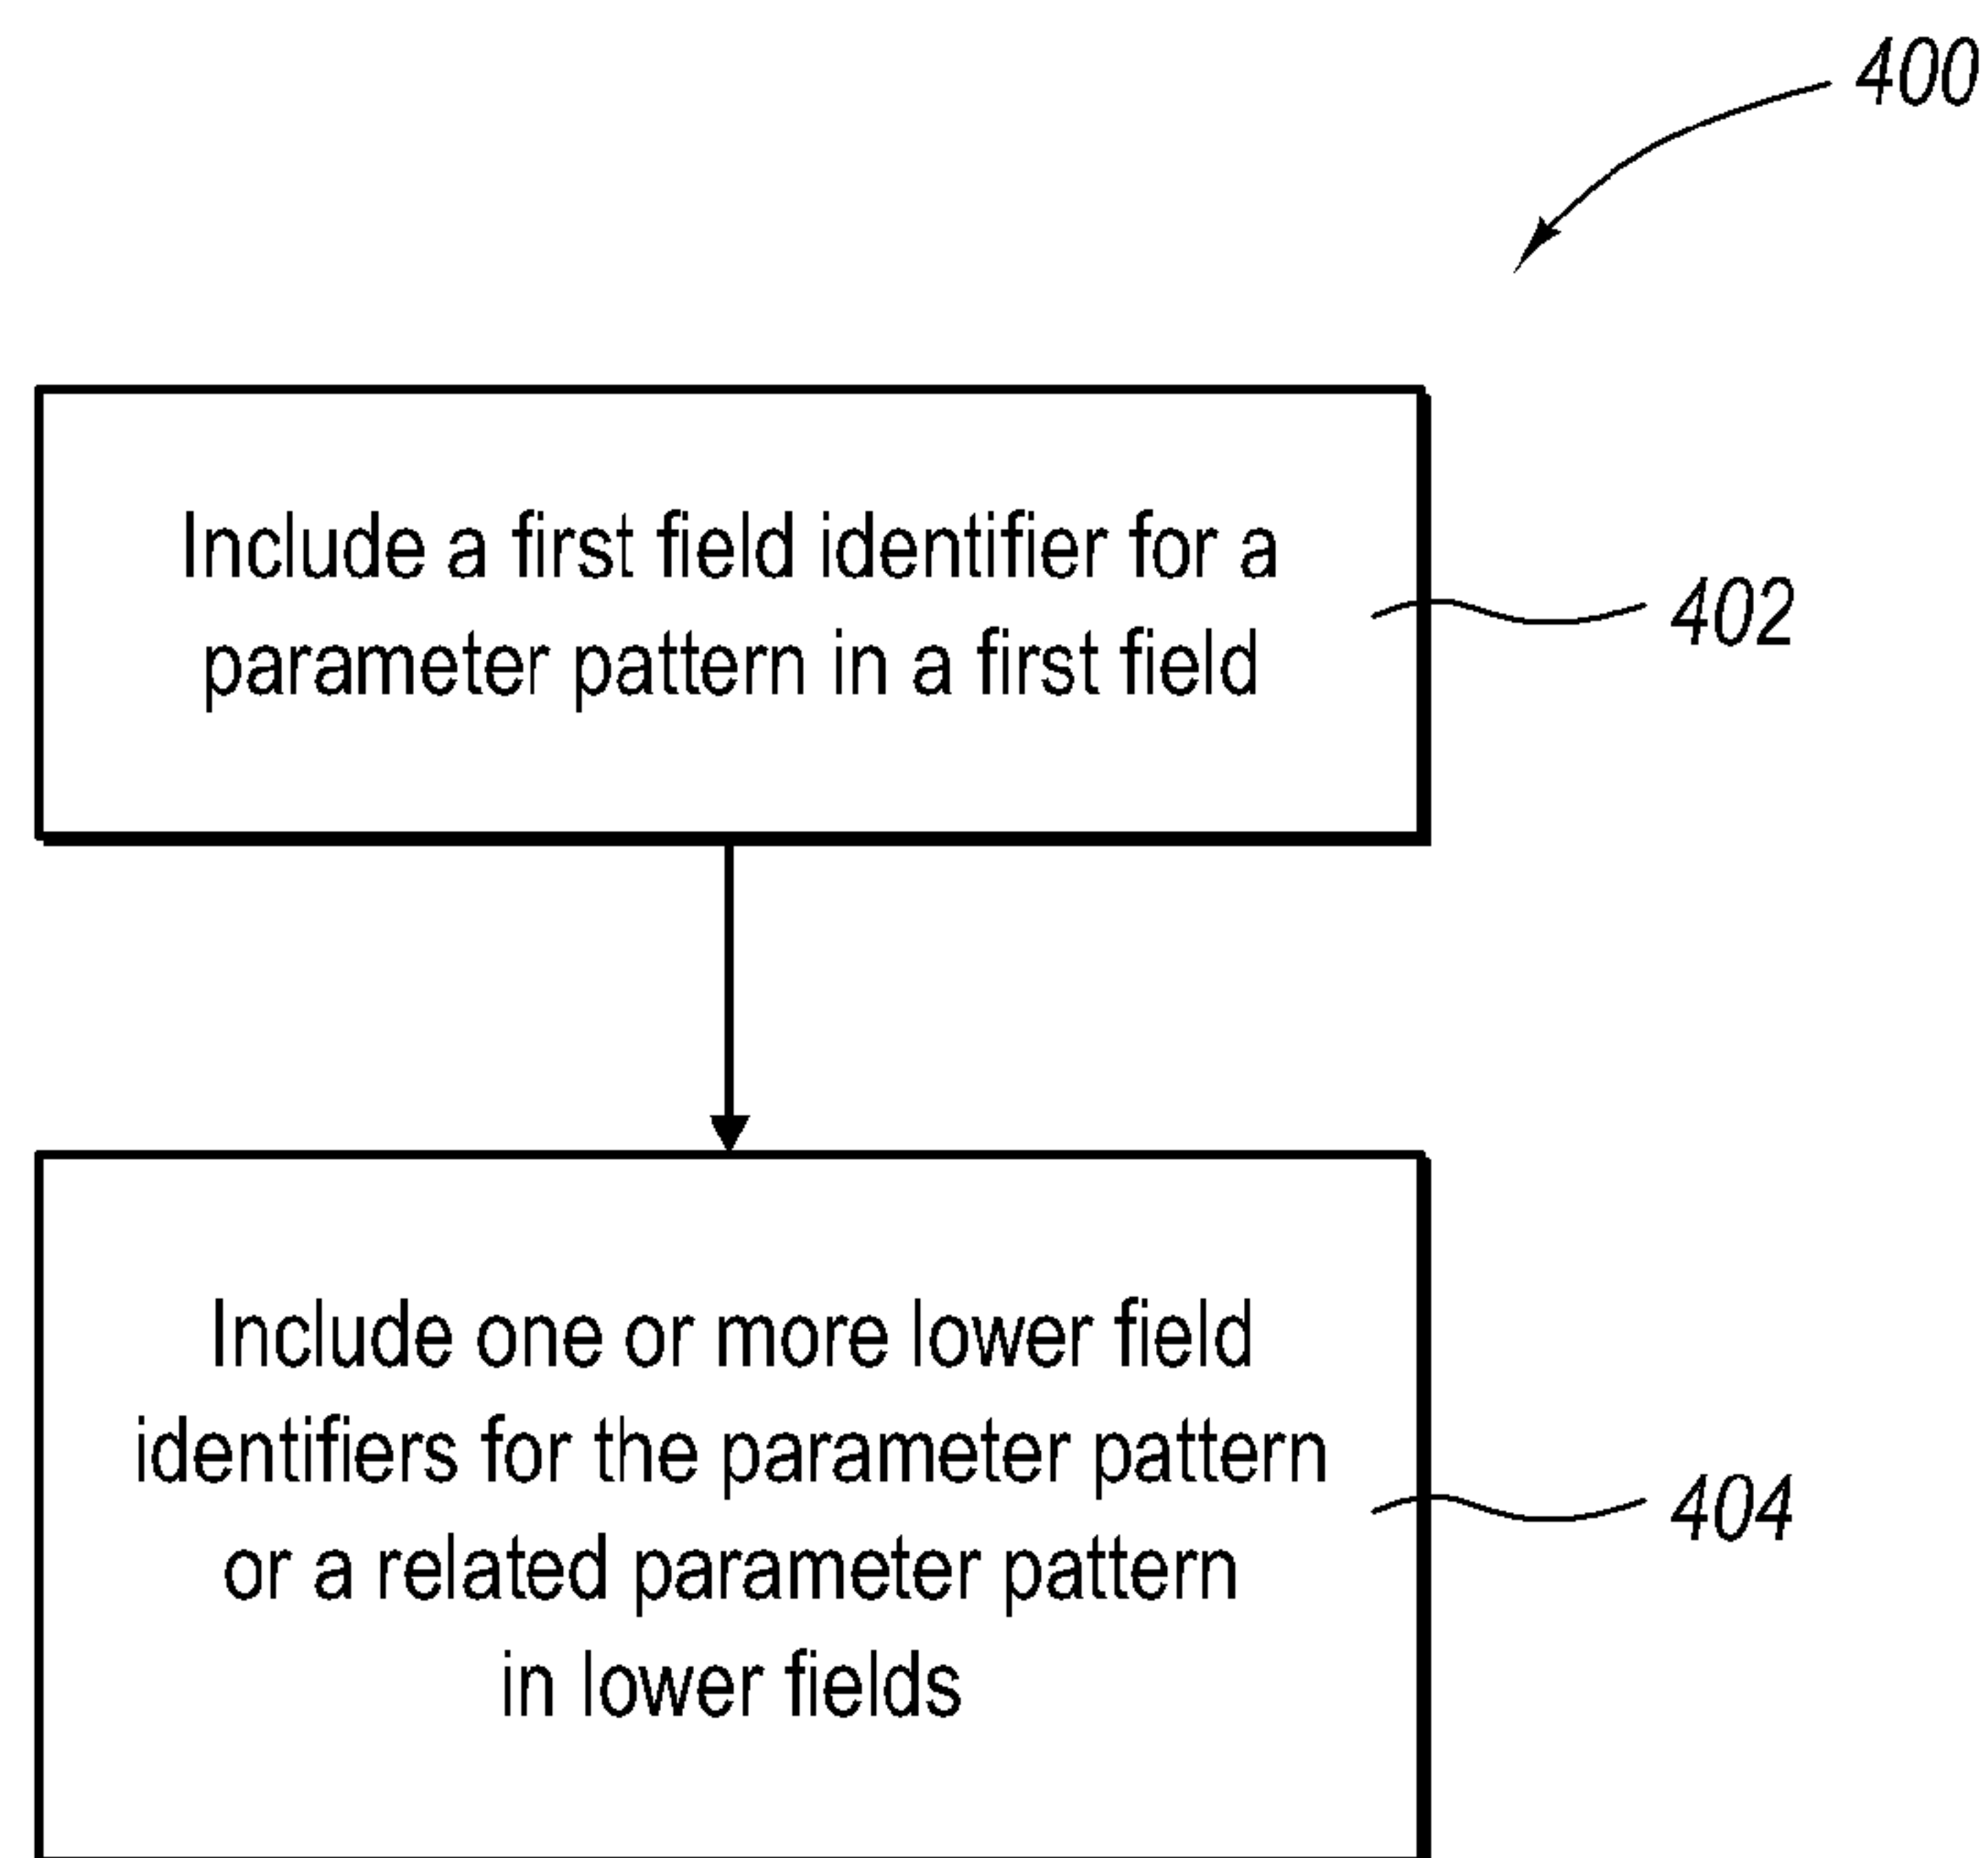 400
Include a first field identifier for a
parameter pattern in a first field
402
Include one or more lower field
identifiers for the parameter pattern
or a related parameter pattern
in lower fields
404